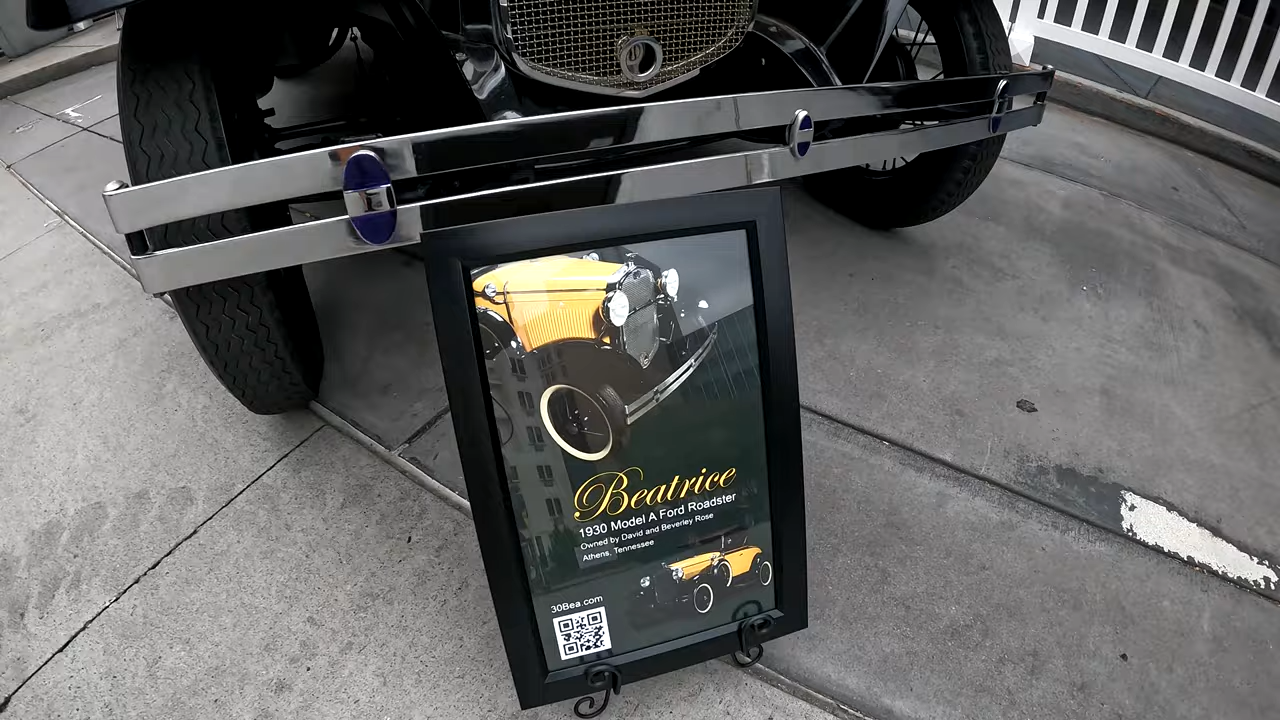 Beatrice
1930 Model A Ford Roadster
Owned by David and Beverley Rose
Athens, Tennessee
30Bea.com